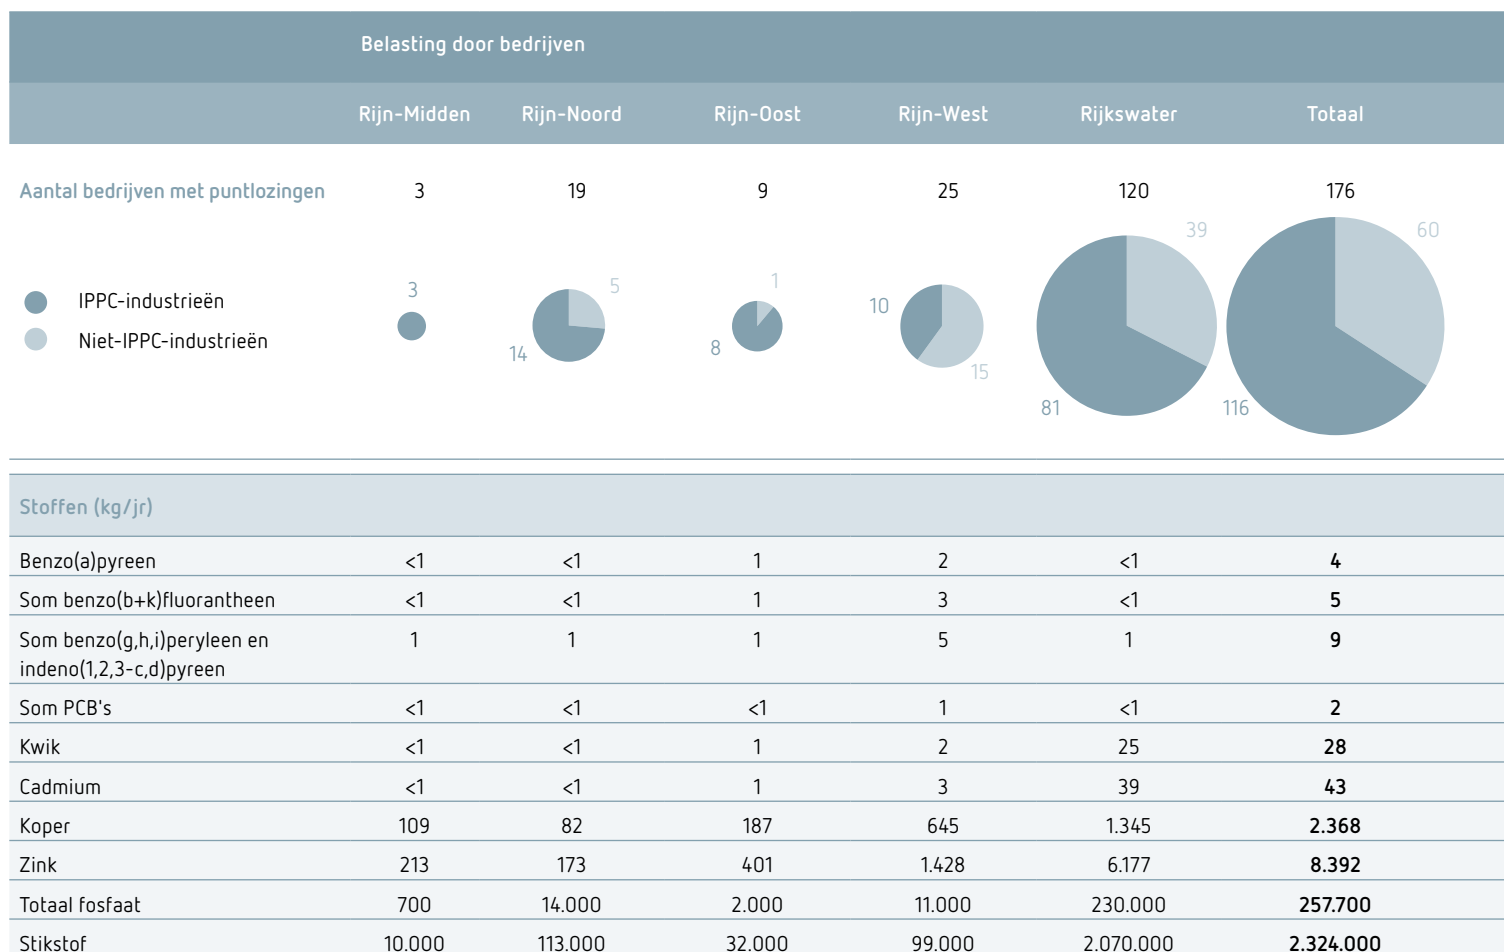 Belasting door bedrijven
Rijn-Midden Rijn-Noord Rijn-Oost Rijn-West Rijkswater Totaal
Aantal bedrijven met puntlozingen 3 19 9 25 120 176
IPPC-industrieën
Niet-IPPC-industrieën
3
5
14
1
8
10
15
39
81
60
116
Stoffen (kg/jr)
Benzo(a)pyreen <1 <1 1 2 <1 4
Som benzo(b+k)fluorantheen <1 <1 1 3 <1 5
Som benzo(g,h,i)peryleen en 1 1 1 5 1 9
indeno(1,2,3-c,d)pyreen
Som PCB's <1 <1 <1 1 <1 2
Kwik <1 <1 1 2 25 28
Cadmium <1 <1 1 3 39 43
Koper 109 82 187 645 1.345 2.368
Zink 213 173 401 1.428 6.177 8.392
Totaal fosfaat 700 14.000 2.000 11.000 230.000 257.700
Stikstof 10.000 113.000 32.000 99.000 2.070.000 2.324.000